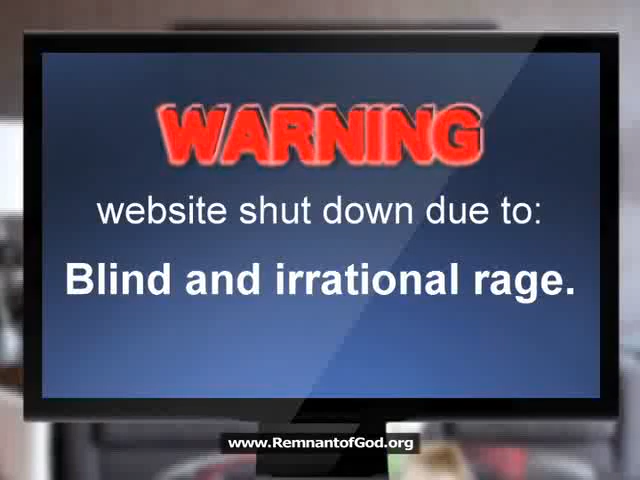 WARNING
website shut down due to:
Blind and irrational rage.
www.RemnantofGod.org